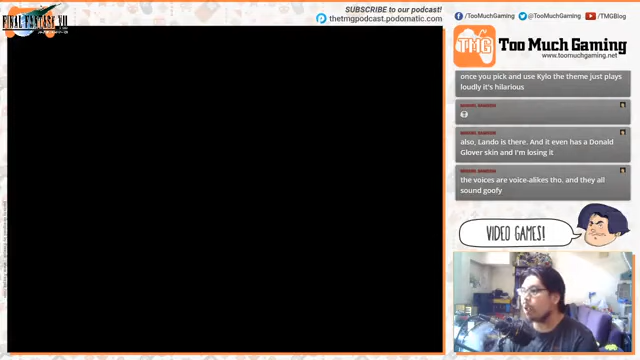 FINAL FANTASY VII
SUBSCRIBE to our podcast!
thetmgpodcast.podomatic.com
/TooMuchGaming
@TooMuchGaming
/TMGBlog
TMG
Too Much Gaming
www.toomuchgaming.net
once you pick and use Kylo the theme just plays
loudly it's hilarious
also, Lando is there. And it even has a Donald
Glover skin and I'm losing it
the voices are voice-alikes tho. and they all
sound goofy
VIDEO GAMES!